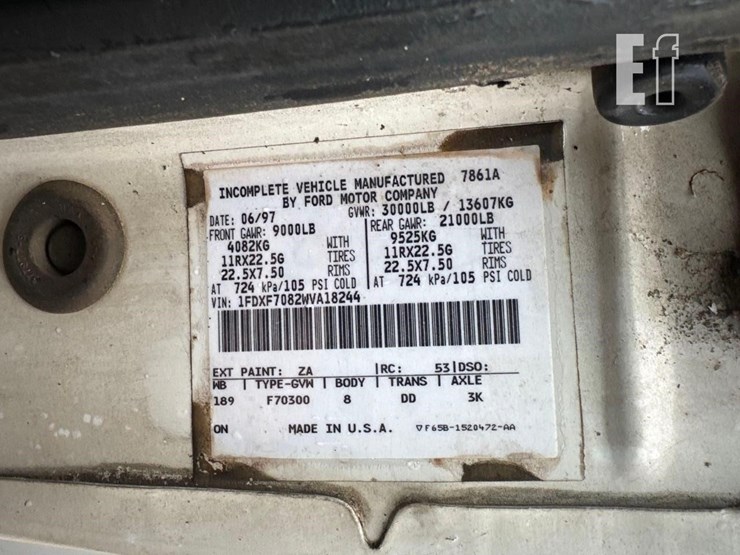 Ef
INCOMPLETE VEHICLE MANUFACTURED 7861A
BY FORD MOTOR COMPANY
DATE: 06/97 GVWR: 30000LB / 13607KG
FRONT GAWR: 9000LB REAR GAWR: 21000LB
4082KG WITH 9525KG WITH
11RX22.5G TIRES 11RX22.5G TIRES
22.5X7.50 RIMS 22.5X7.50 RIMS
AT 724 kPa/105 PSI COLD AT 724 kPa/105 PSI COLD
VIN: 1FDXF7082WVA18244
EXT PAINT: ZA |RC: 53|DSO:
WB | TYPE-GVW | BODY | TRANS | AXLE
189 F70300 8 DD 3K
ON MADE IN U.S.A. ▽F65B-1520472-AA